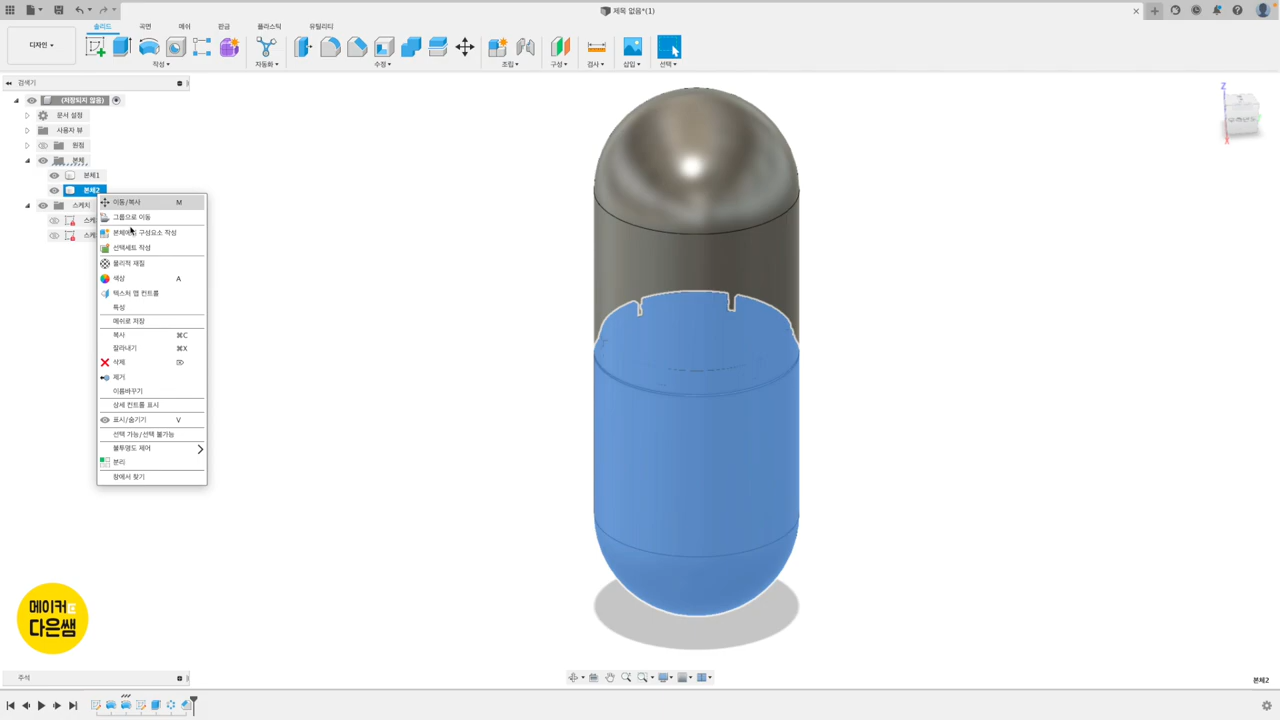 제목 없음*(1)
디자인
솔리드
곡면
메쉬
판금
플라스틱
유틸리티
작성
자동화
수정
조립
구성
검사
삽입
선택
검색기
(저장되지 않음)
문서 설정
사용자 뷰
원점
본체
본체1
본체2
스케치
이동/복사 M
그룹으로 이동
구성요소 작성
선택세트 작성
물리적 재질
색상 A
텍스처 맵 컨트롤
특성
메쉬로 저장
복사 ⌘C
잘라내기 ⌘X
삭제
제거
이름바꾸기
상세 컨트롤 표시
표시/숨기기 V
선택 가능/선택 불가능
불투명도 제어
분리
창에서 찾기
Z
X
메이커
다은쌤
주석
본체2